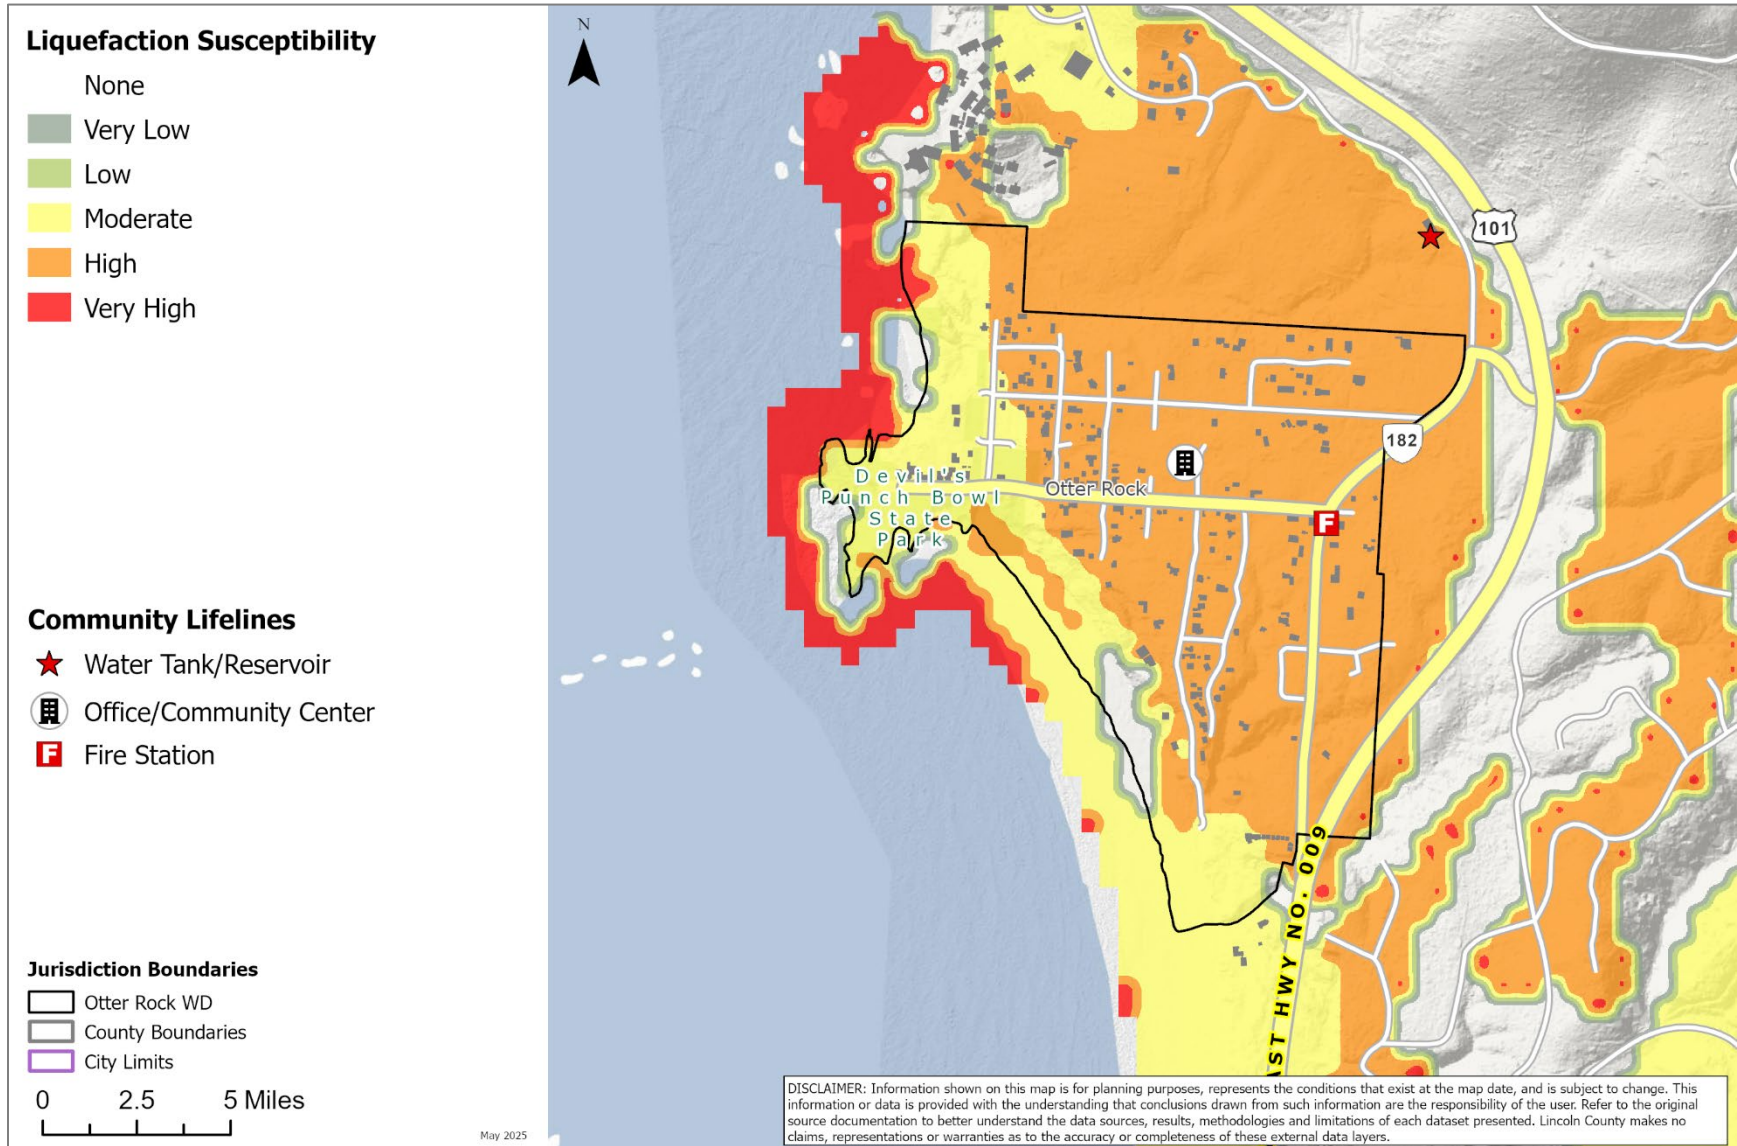 Liquefaction Susceptibility
None
Very Low
Low
Moderate
High
Very High
Community Lifelines
Water Tank/Reservoir
Office/Community Center
F Fire Station
Jurisdiction Boundaries
Otter Rock WD
County Boundaries
City Limits
0 2.5 5 Miles
May 2025
N
101
182
Devil's
Punch Bowl
State
Park
Otter Rock
F
AST HWY NO. 009
DISCLAIMER: Information shown on this map is for planning purposes, represents the conditions that exist at the map date, and is subject to change. This
information or data is provided with the understanding that conclusions drawn from such information are the responsibility of the user. Refer to the original
source documentation to better understand the data sources, results, methodologies and limitations of each dataset presented. Lincoln County makes no
claims, representations or warranties as to the accuracy or completeness of these external data layers.